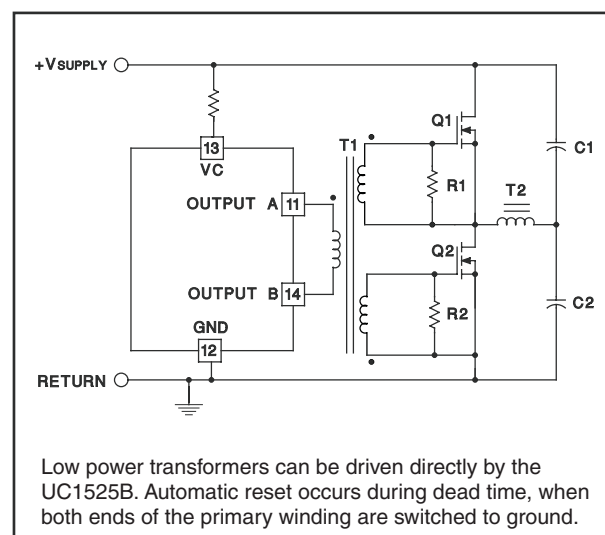 +VSUPPLY
Q1
13
T1
C1
VC
R1
T2
OUTPUT A 11
Q2
OUTPUT B 14
R2
C2
GND
12
RETURN
Low power transformers can be driven directly by the
UC1525B. Automatic reset occurs during dead time, when
both ends of the primary winding are switched to ground.